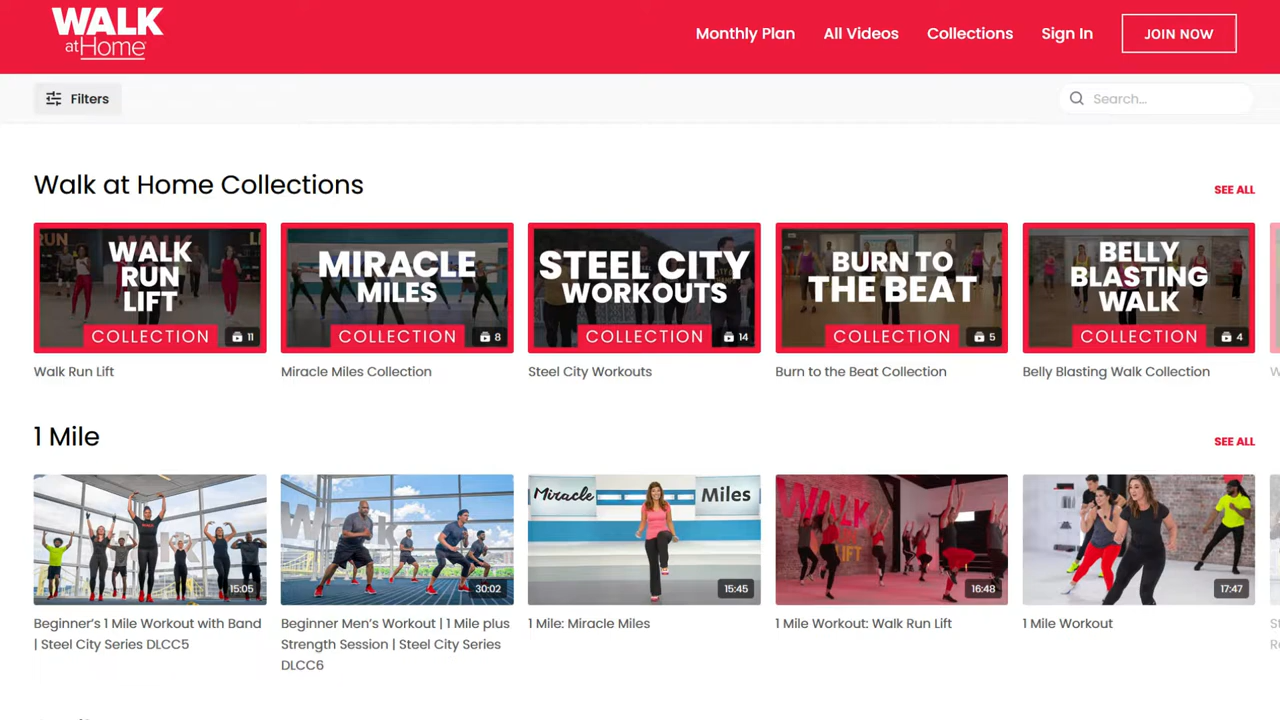 WALK
atHome
Monthly Plan
All Videos
Collections
Sign In
JOIN NOW
Filters
Search...
Walk at Home Collections
SEE ALL
WALK
RUN
LIFT
COLLECTION
11
MIRACLE
MILES
COLLECTION
8
STEEL CITY
WORKOUTS
COLLECTION
14
BURN TO
THE BEAT
COLLECTION
5
BELLY
BLASTING
WALK
COLLECTION
4
Walk Run Lift
Miracle Miles Collection
Steel City Workouts
Burn to the Beat Collection
Belly Blasting Walk Collection
1 Mile
SEE ALL
15:05
30:02
Miracle Miles
15:45
WALK
RUN
LIFT
16:48
17:47
Beginner's 1 Mile Workout with Band
| Steel City Series DLCC5
Beginner Men's Workout | 1 Mile plus
Strength Session | Steel City Series
DLCC6
1 Mile: Miracle Miles
1 Mile Workout: Walk Run Lift
1 Mile Workout